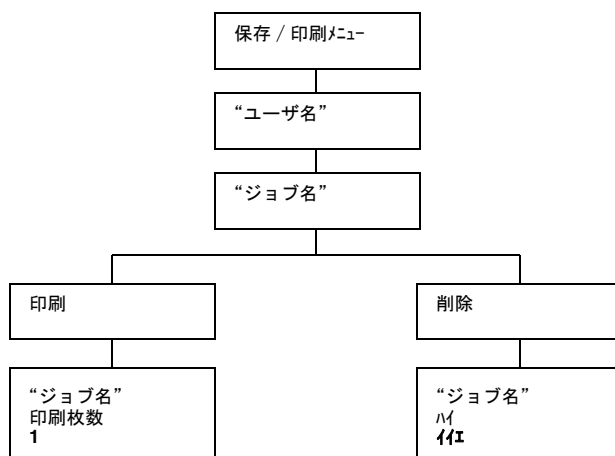 保存 / 印刷ﾒﾆｭｰ
“ユーザ名”
“ジョブ名”
印刷
削除
“ジョブ名”
印刷枚数
1
“ジョブ名”
ﾊｲ
ｲｲｴ